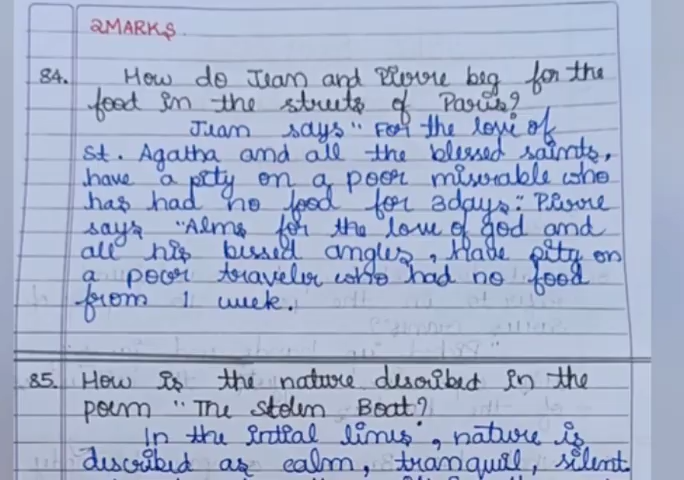 2MARKS.
84. How do Jean and Pierre beg for the
food in the streets of Paris?
Jean says "For the love of
St. Agatha and all the blessed saints,
have a pity on a poor miserable who
has had no food for 3days." Pierre
says "Alms for the love of god and
all his bissed angles, have pity on
a poor traveler who had no food
from 1 week.
85. How is the nature described in the
poem "The Stolen Boat?
In the intial lines", nature is
described as calm, tranquil, silent